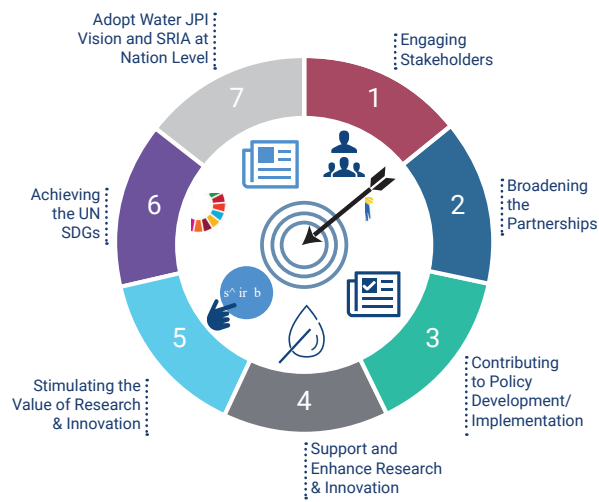 Adopt Water JPI
Vision and SRIA at
Nation Level
Engaging
Stakeholders
7
1
6
2
Achieving
the UN
SDGs
Broadening
the
Partnerships
s^ ir b
5
3
4
Stimulating the
Value of Research
& Innovation
Contributing
to Policy
Development/
Implementation
Support and
Enhance Research
& Innovation